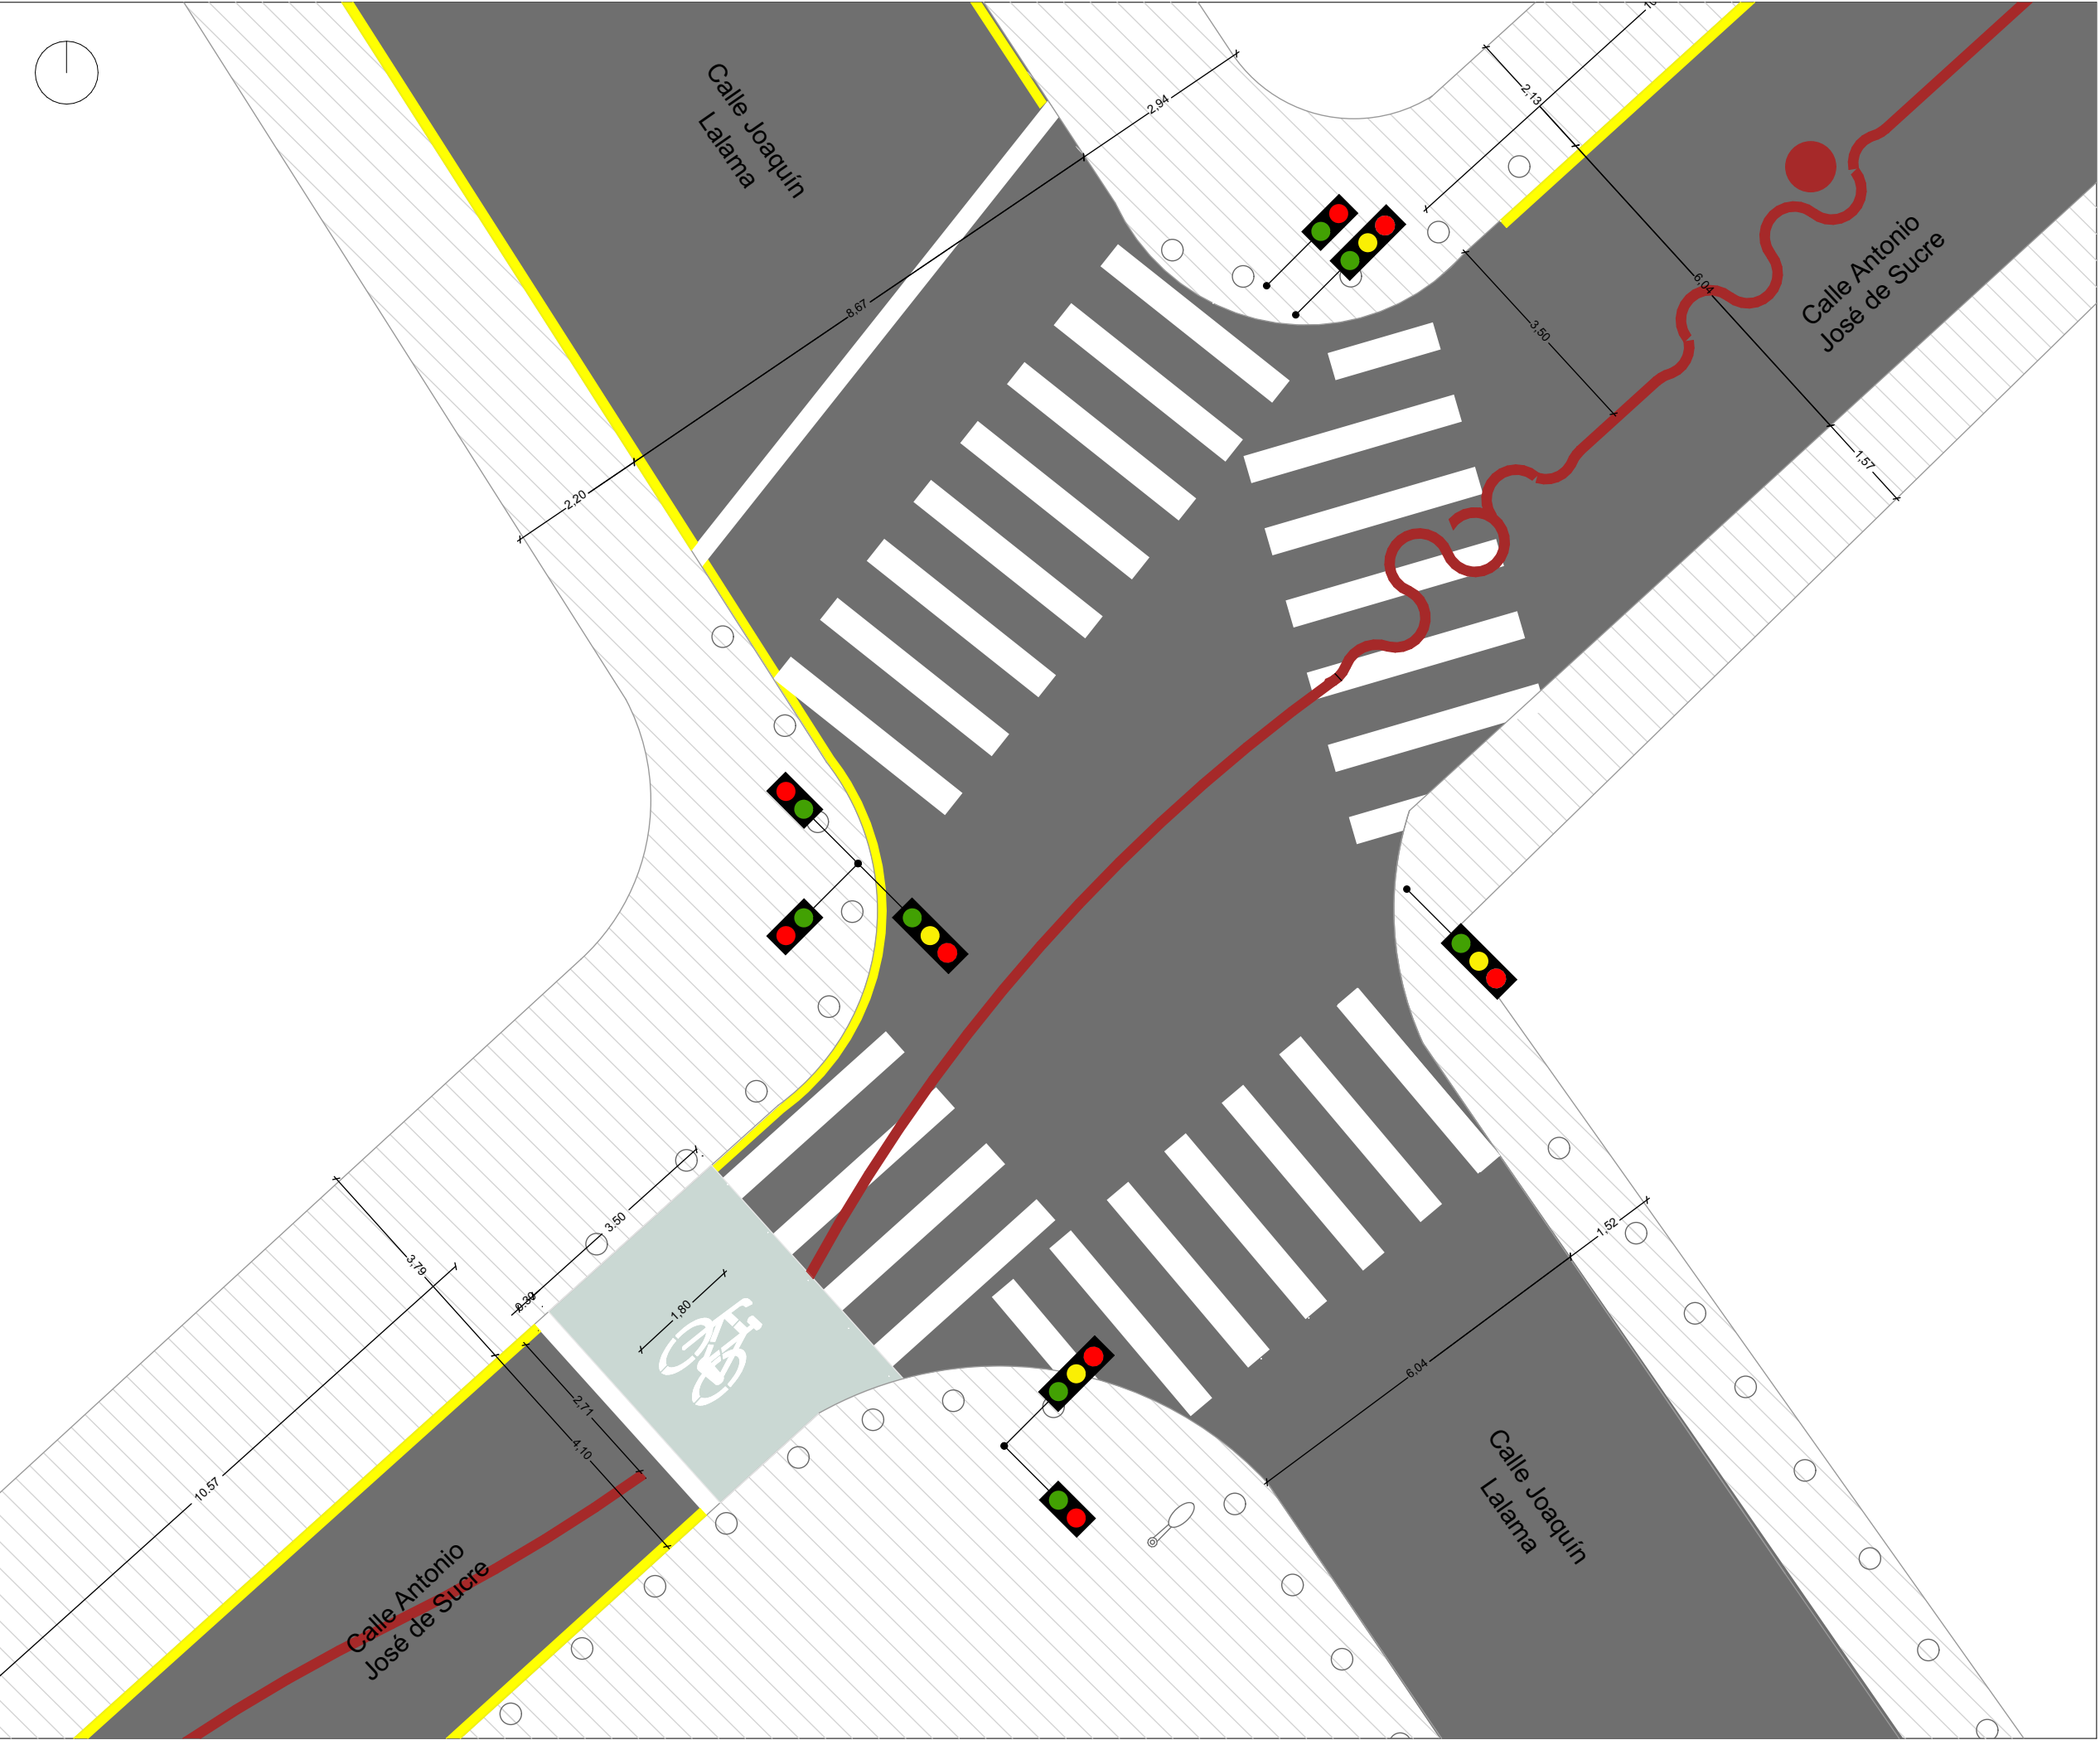 Calle Joaquín
Lalama
2,94
2,13
8,67
6,04
3,50
Calle Antonio
José de Sucre
1,57
2,20
3,79
3.50
1,80
2,71
4,10
10.57
1,52
6,04
Calle Antonio
José de Sucre
Calle Joaquín
Lalama